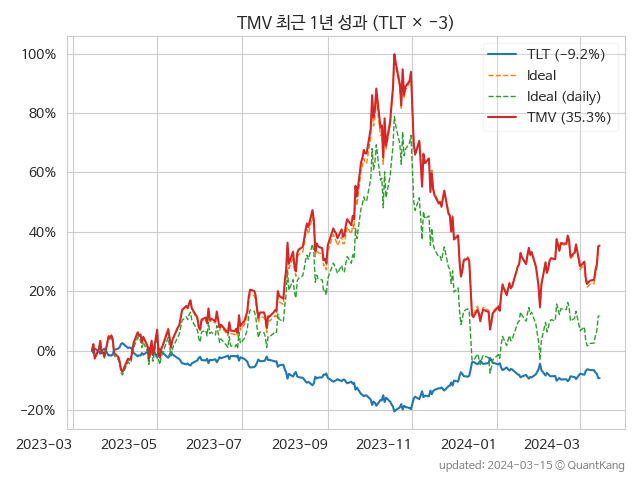 TMV 최근 1년 성과 (TLT × −3)
TLT (−9.2%)
Ideal
Ideal (daily)
TMV (35.3%)
100%
80%
60%
40%
20%
0%
−20%
2023-03 2023-05 2023-07 2023-09 2023-11 2024-01 2024-03
updated: 2024-03-15 ⓒ QuantKang